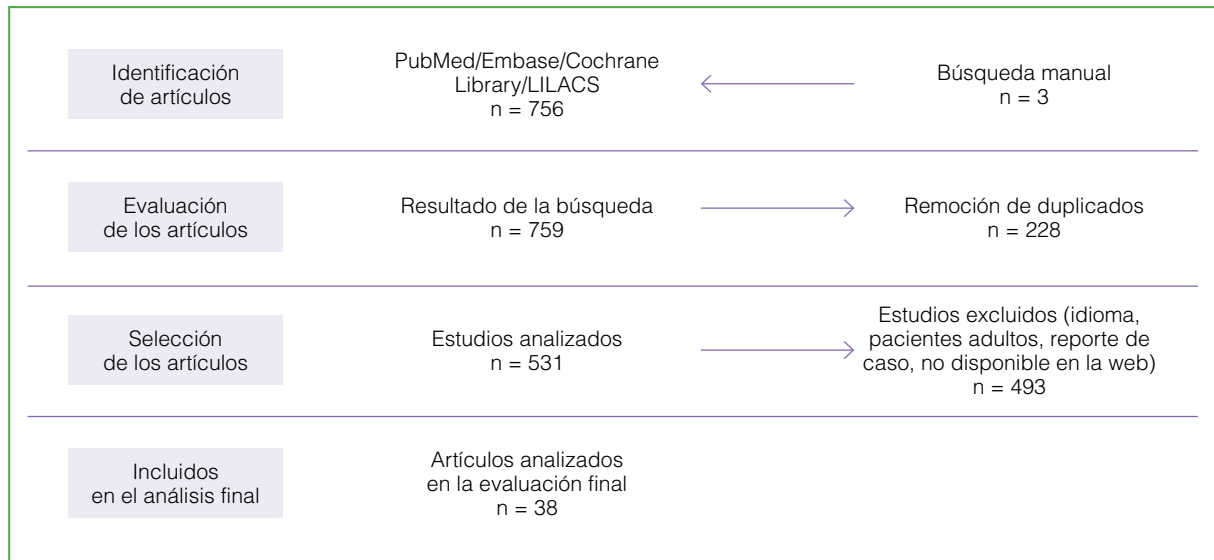 Identificación
de artículos
PubMed/Embase/Cochrane
Library/LILACS
n = 756
Búsqueda manual
n = 3
Evaluación
de los artículos
Resultado de la búsqueda
n = 759
Remoción de duplicados
n = 228
Selección
de los artículos
Estudios analizados
n = 531
Estudios excluidos (idioma,
pacientes adultos, reporte de
caso, no disponible en la web)
n = 493
Incluidos
en el análisis final
Artículos analizados
en la evaluación final
n = 38